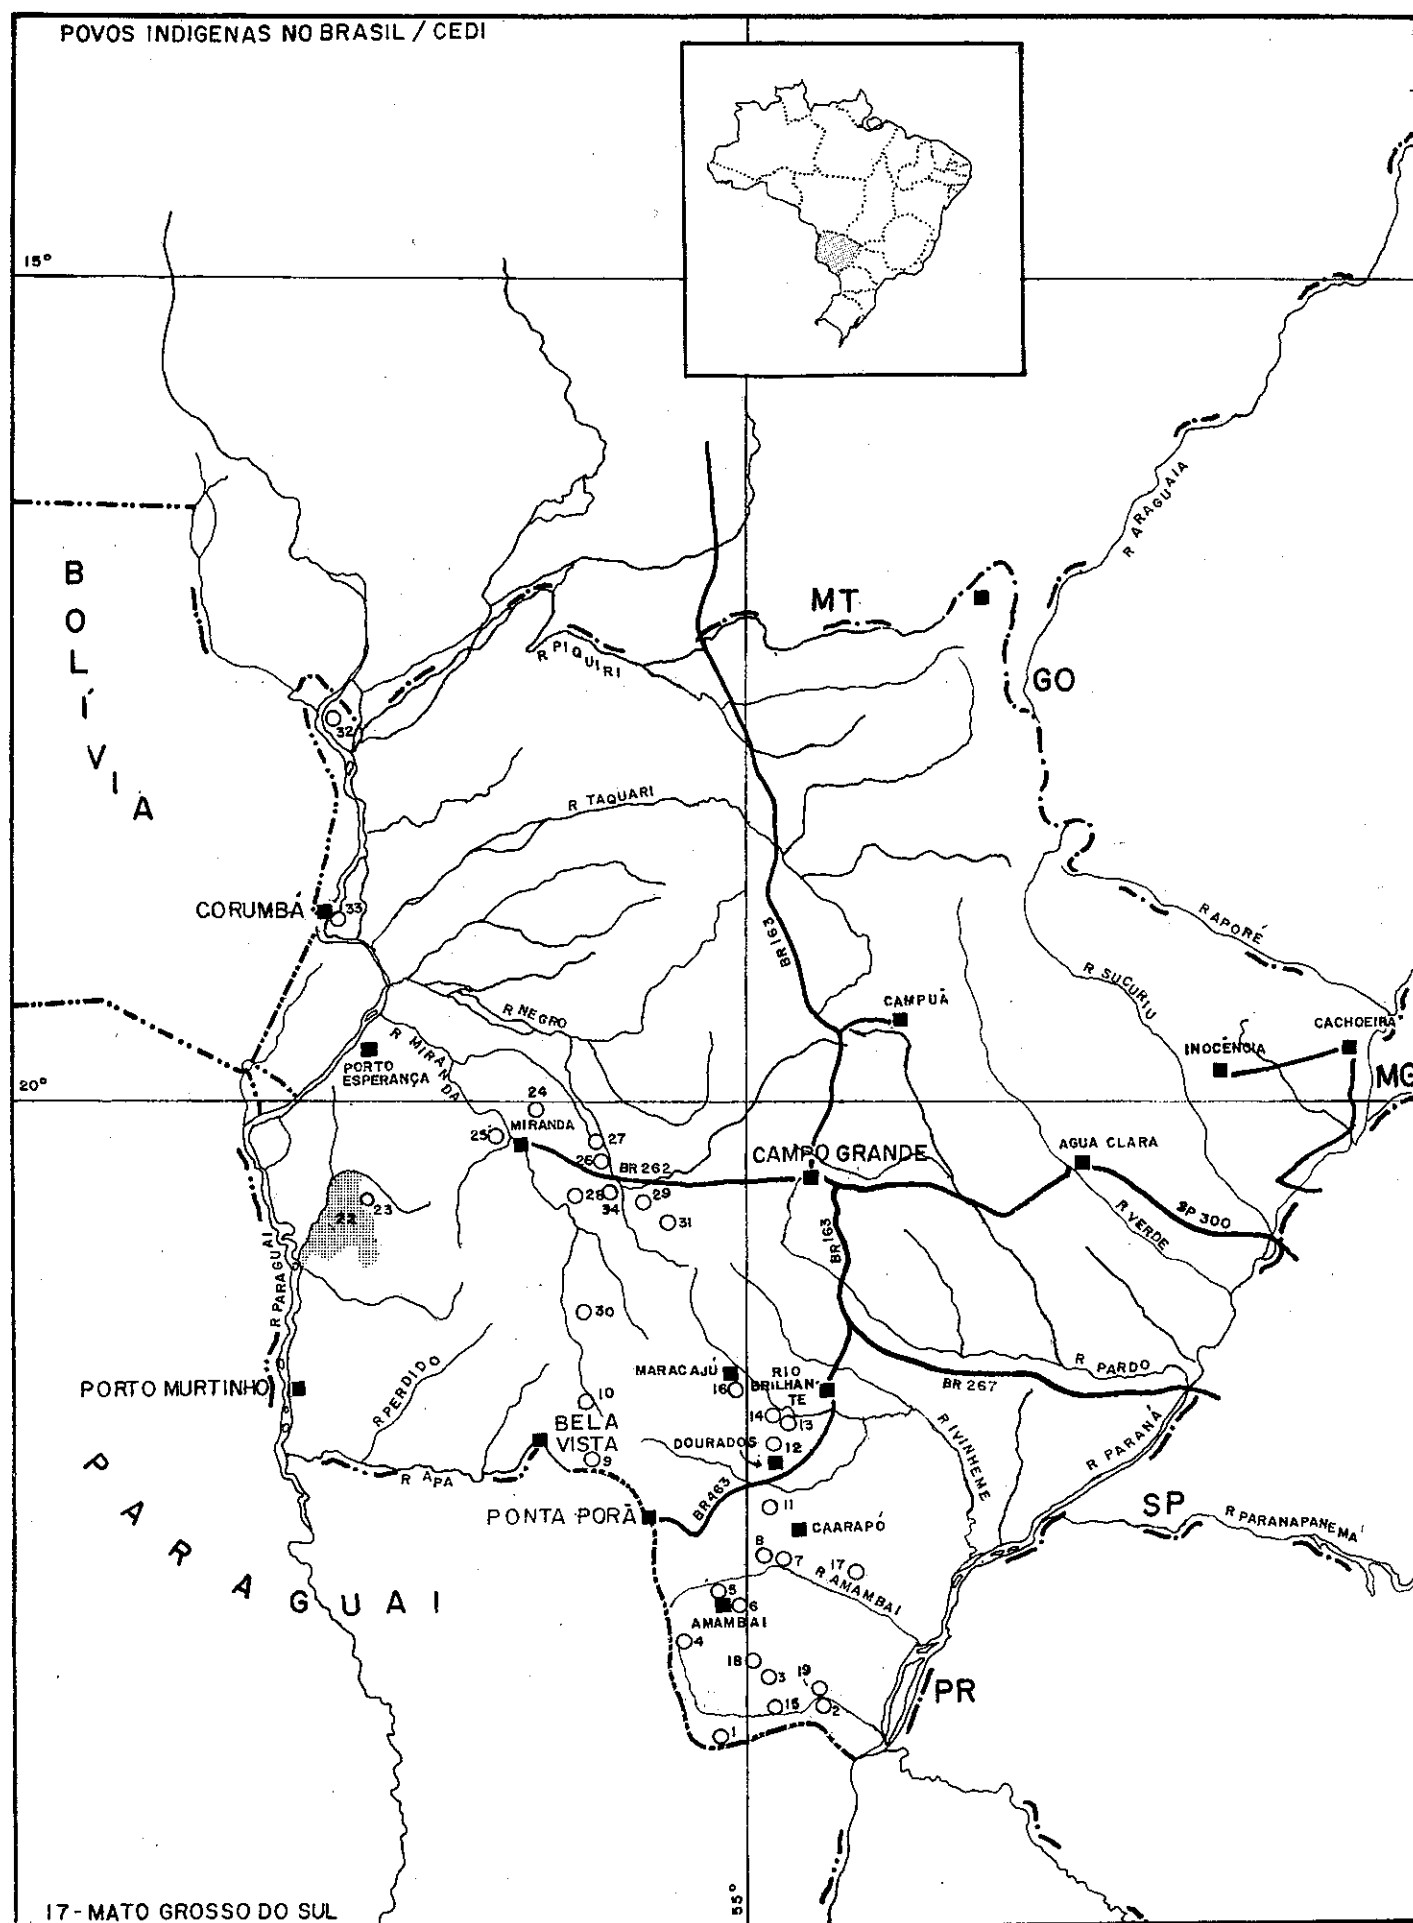 POVOS INDIGENAS NO BRASIL / CEDI
15°
R ARAGUAIA
BOLÍVIA
MT
R PIQUIRI
GO
32
R TAQUARI
CORUMBÁ
33
BR 163
R APORÉ
R SUCURIU
R NEGRO
CAMPUÃ
CACHOEIRA
R MIRANDA
INOCÊNCIA
PORTO
ESPERANÇA
20°
MG
24
MIRANDA
25
27
26
AGUA CLARA
CAMPO GRANDE
BR 262
22
23
28
34
29
31
SP 300
R VERDE
BR 163
R PARAGUAI
30
MARACAJÚ
RIO
BRILHAN-
TE
R PARDO
PORTO MURTINHO
16
BR 267
R PERDIDO
10
14
13
BELA
VISTA
DOURADOS
12
R IVINHEME
R PARANÁ
9
R APA
BR 463
PONTA PORÃ
11
CAARAPÓ
SP
R PARANAPANEMA
PARAGUAI
8
7
17
R AMAMBAI
5
6
AMAMBAI
4
18
3
19
PR
15
2
1
55°
17-MATO GROSSO DO SUL